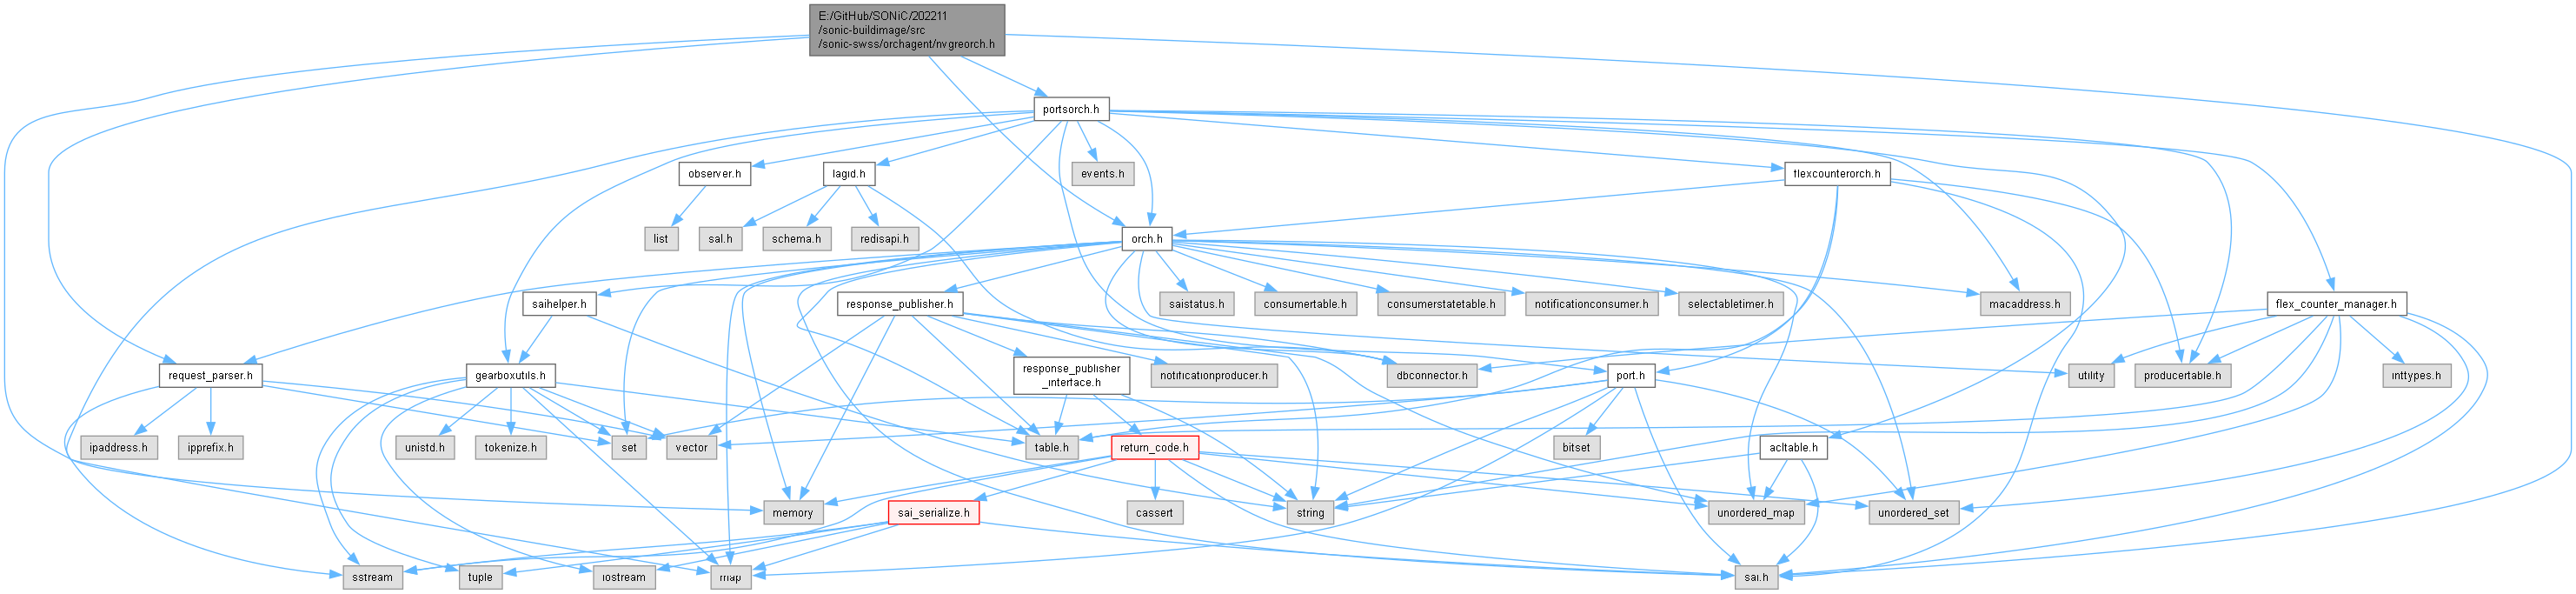 E:/GitHub/SONiC/202211
/sonic-buildimage/src
/sonic-swss/orchagent/nvgreorch.h
portsorch.h
observer.h
lagid.h
events.h
flexcounterorch.h
list
sal.h
schema.h
redisapi.h
orch.h
saihelper.h
response_publisher.h
saistatus.h
consumertable.h
consumerstatetable.h
notificationconsumer.h
selectabletimer.h
macaddress.h
flex_counter_manager.h
request_parser.h
gearboxutils.h
response_publisher
_interface.h
notificationproducer.h
dbconnector.h
port.h
utility
producertable.h
inttypes.h
ipaddress.h
ipprefix.h
unistd.h
tokenize.h
set
vector
table.h
return_code.h
bitset
acltable.h
memory
sai_serialize.h
cassert
string
unordered_map
unordered_set
sstream
tuple
iostream
map
sai.h